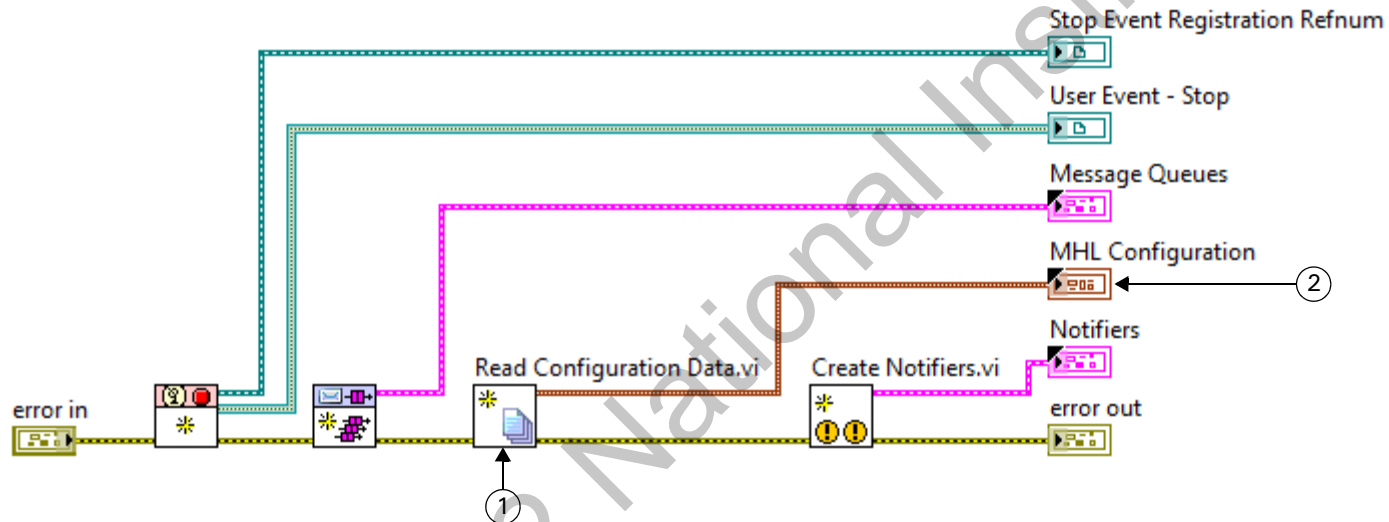 Stop Event Registration Refnum
User Event - Stop
Message Queues
MHL Configuration
2
Notifiers
Read Configuration Data.vi
Create Notifiers.vi
error in
error out
1
National